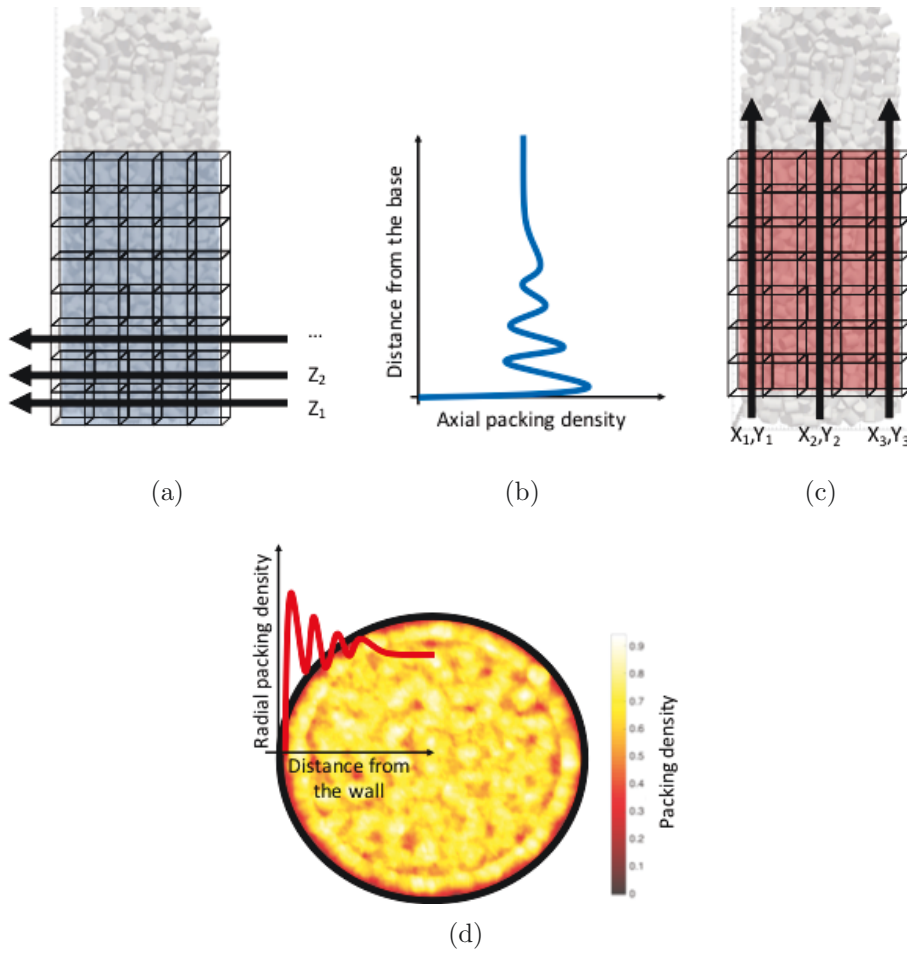 ...
Z2
Z1
(a)
Distance from the base
Axial packing density
(b)
X1,Y1 X2,Y2 X3,Y3
(c)
Radial packing density
Distance from
the wall
0.9
0.8
0.7
0.6
0.5
0.4
0.3
0.2
0.1
0
Packing density
(d)